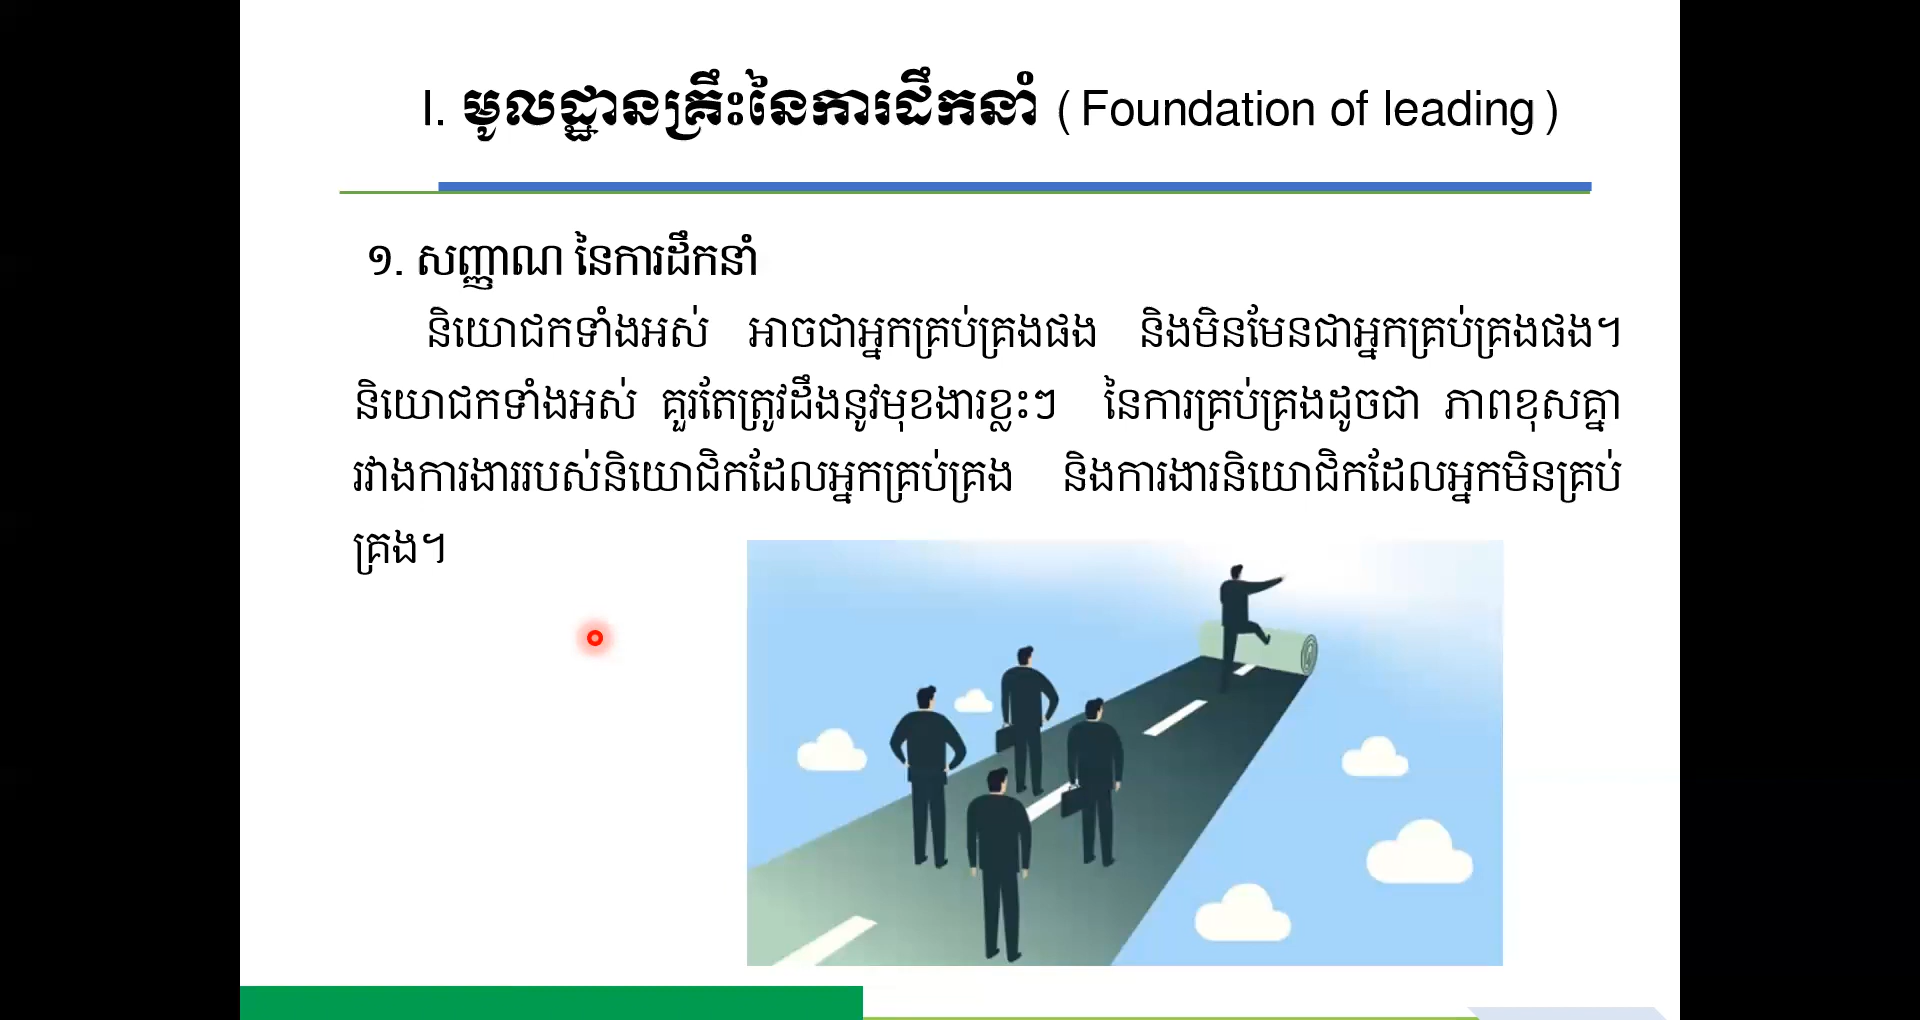 I. មូលដ្ឋានគ្រឹះនៃការដឹកនាំ (Foundation of leading)
១. សញ្ញាណ នៃការដឹកនាំ
និយោជកទាំងអស់ អាចជាអ្នកគ្រប់គ្រងផង និងមិនមែនជាអ្នកគ្រប់គ្រងផង។
និយោជកទាំងអស់ គួរតែត្រូវដឹងនូវមុខងារខ្លះៗ នៃការគ្រប់គ្រងដូចជា ភាពខុសគ្នា
រវាងការងាររបស់និយោជិកដែលអ្នកគ្រប់គ្រង និងការងារនិយោជិកដែលអ្នកមិនគ្រប់
គ្រង។